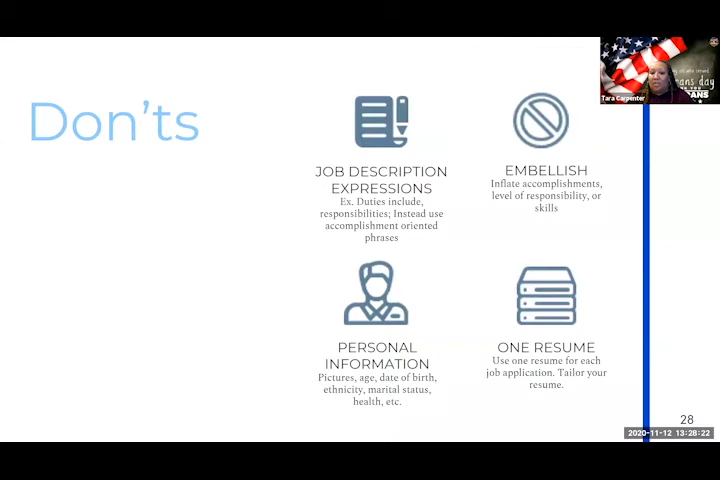 Don'ts
JOB DESCRIPTION
EXPRESSIONS
Ex. Duties include,
responsibilities; Instead use
accomplishment oriented
phrases
EMBELLISH
Inflate accomplishments,
level of responsibility, or
skills
PERSONAL
INFORMATION
Pictures, age, date of birth,
ethnicity, marital status,
health, etc.
ONE RESUME
Use one resume for each
job application. Tailor your
resume.
Tara Carpenter
28
2020-11-12 13:28:22